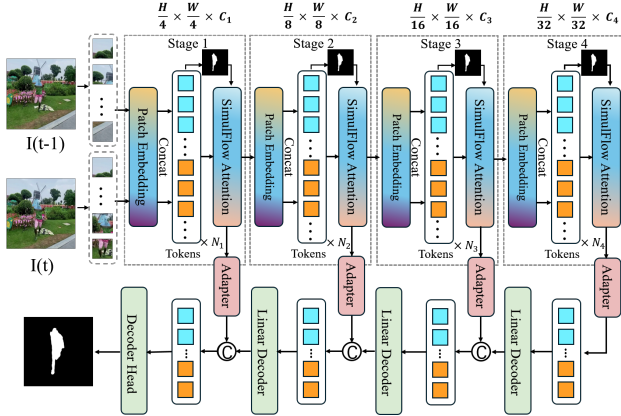 H/4 × W/4 × C₁
H/8 × W/8 × C₂
H/16 × W/16 × C₃
H/32 × W/32 × C₄
Stage 1
Stage 2
Stage 3
Stage 4
I(t-1)
I(t)
Patch Embedding
Concat
SimulFlow Attention
Patch Embedding
Concat
SimulFlow Attention
Patch Embedding
Concat
SimulFlow Attention
Patch Embedding
Concat
SimulFlow Attention
× N₁
× N₂
× N₃
× N₄
Tokens
Tokens
Tokens
Tokens
Adapter
Adapter
Adapter
Adapter
Decoder Head
C
Linear Decoder
C
Linear Decoder
C
Linear Decoder